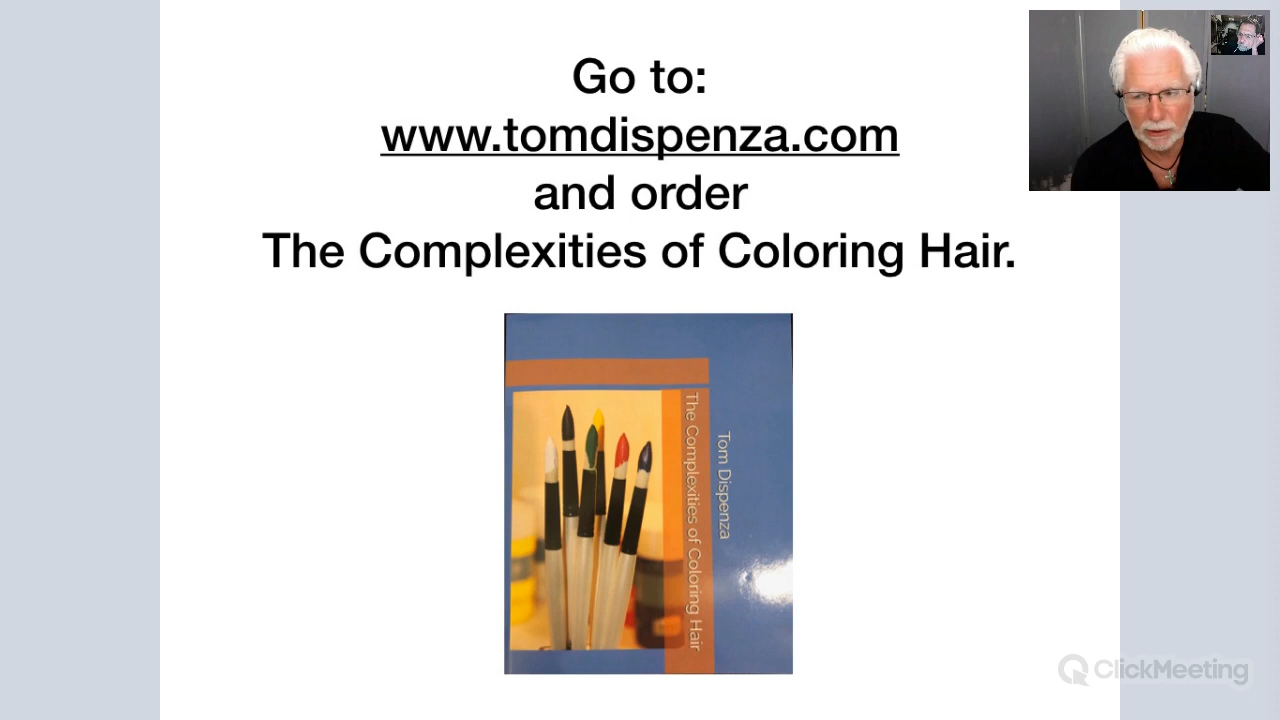 Go to:
www.tomdispenza.com
and order
The Complexities of Coloring Hair.
Tom Dispenza
The Complexities of Coloring Hair
ClickMeeting